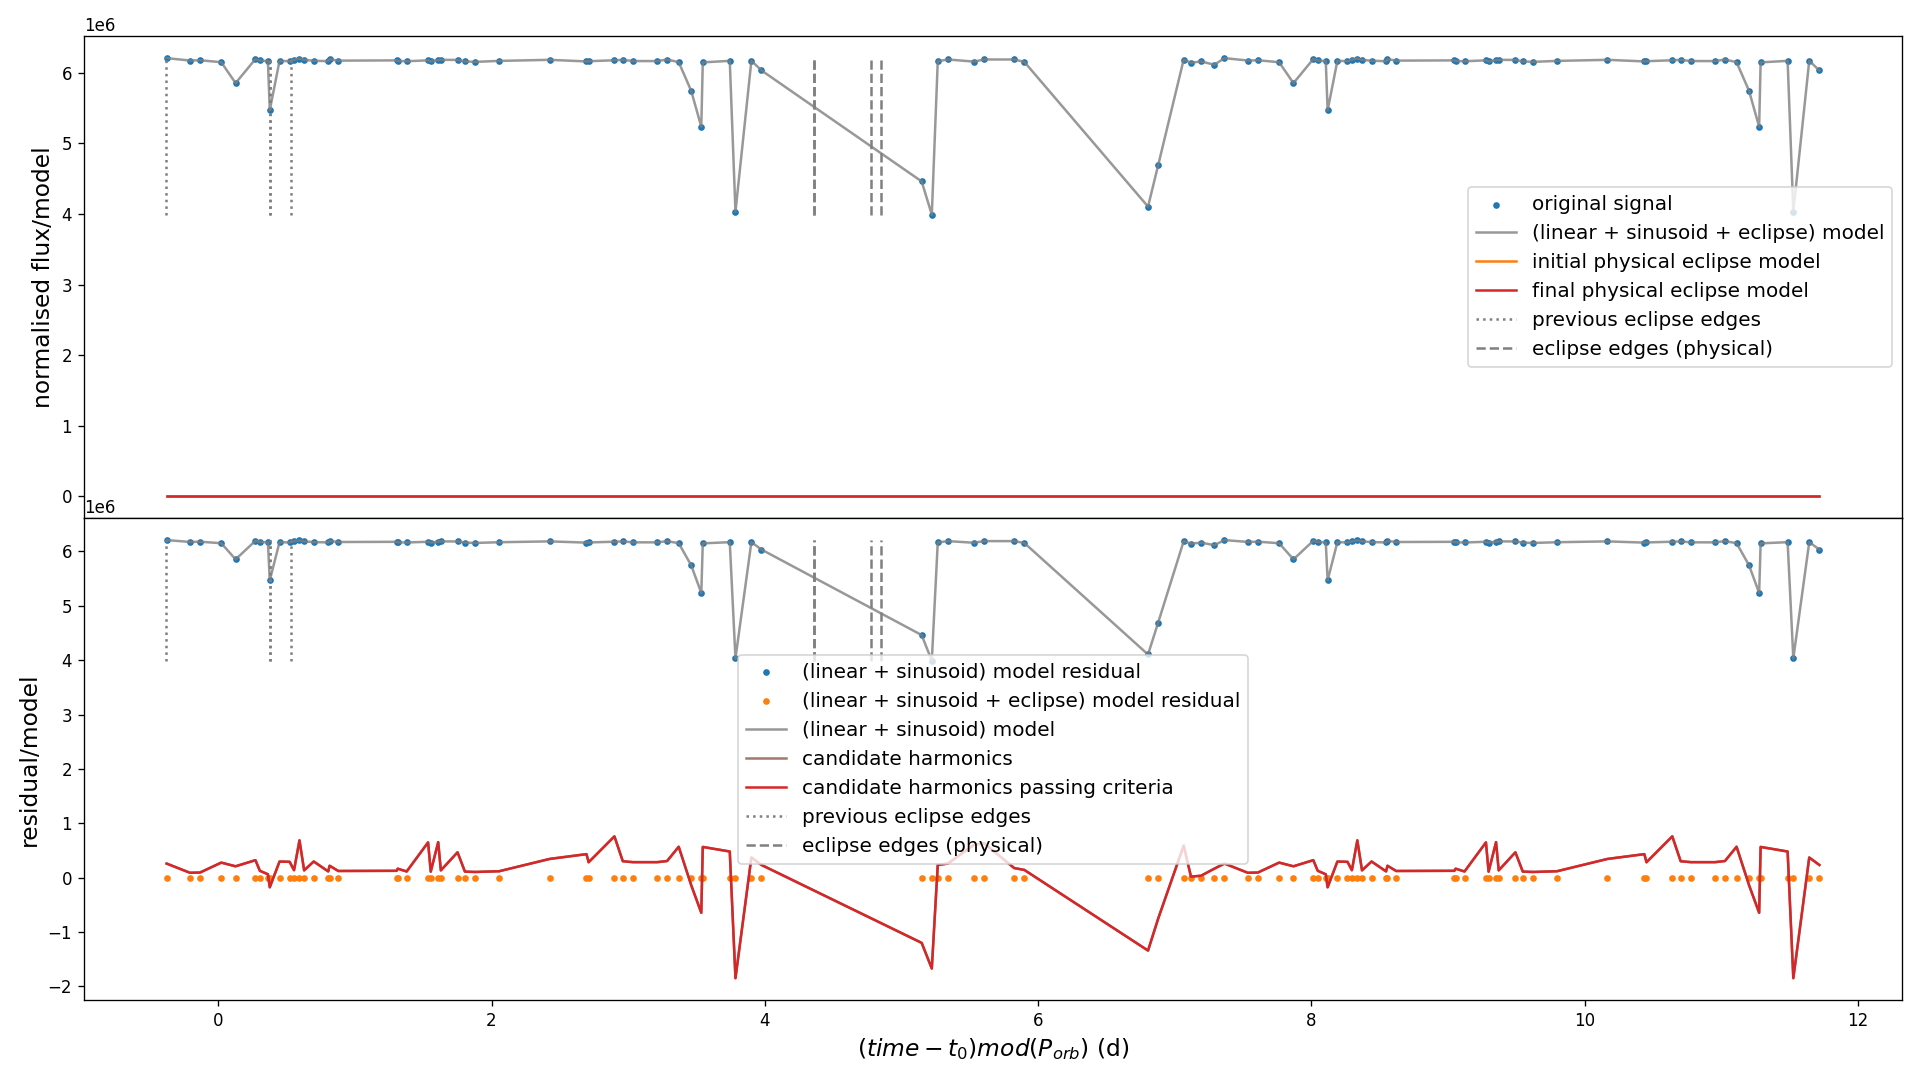 1e6
6
5
4
3
2
1
0
normalised flux/model
original signal
(linear + sinusoid + eclipse) model
initial physical eclipse model
final physical eclipse model
previous eclipse edges
eclipse edges (physical)
1e6
6
5
4
3
2
1
0
−1
−2
residual/model
(linear + sinusoid) model residual
(linear + sinusoid + eclipse) model residual
(linear + sinusoid) model
candidate harmonics
candidate harmonics passing criteria
previous eclipse edges
eclipse edges (physical)
0 2 4 6 8 10 12
(time − t₀)mod(P_orb) (d)